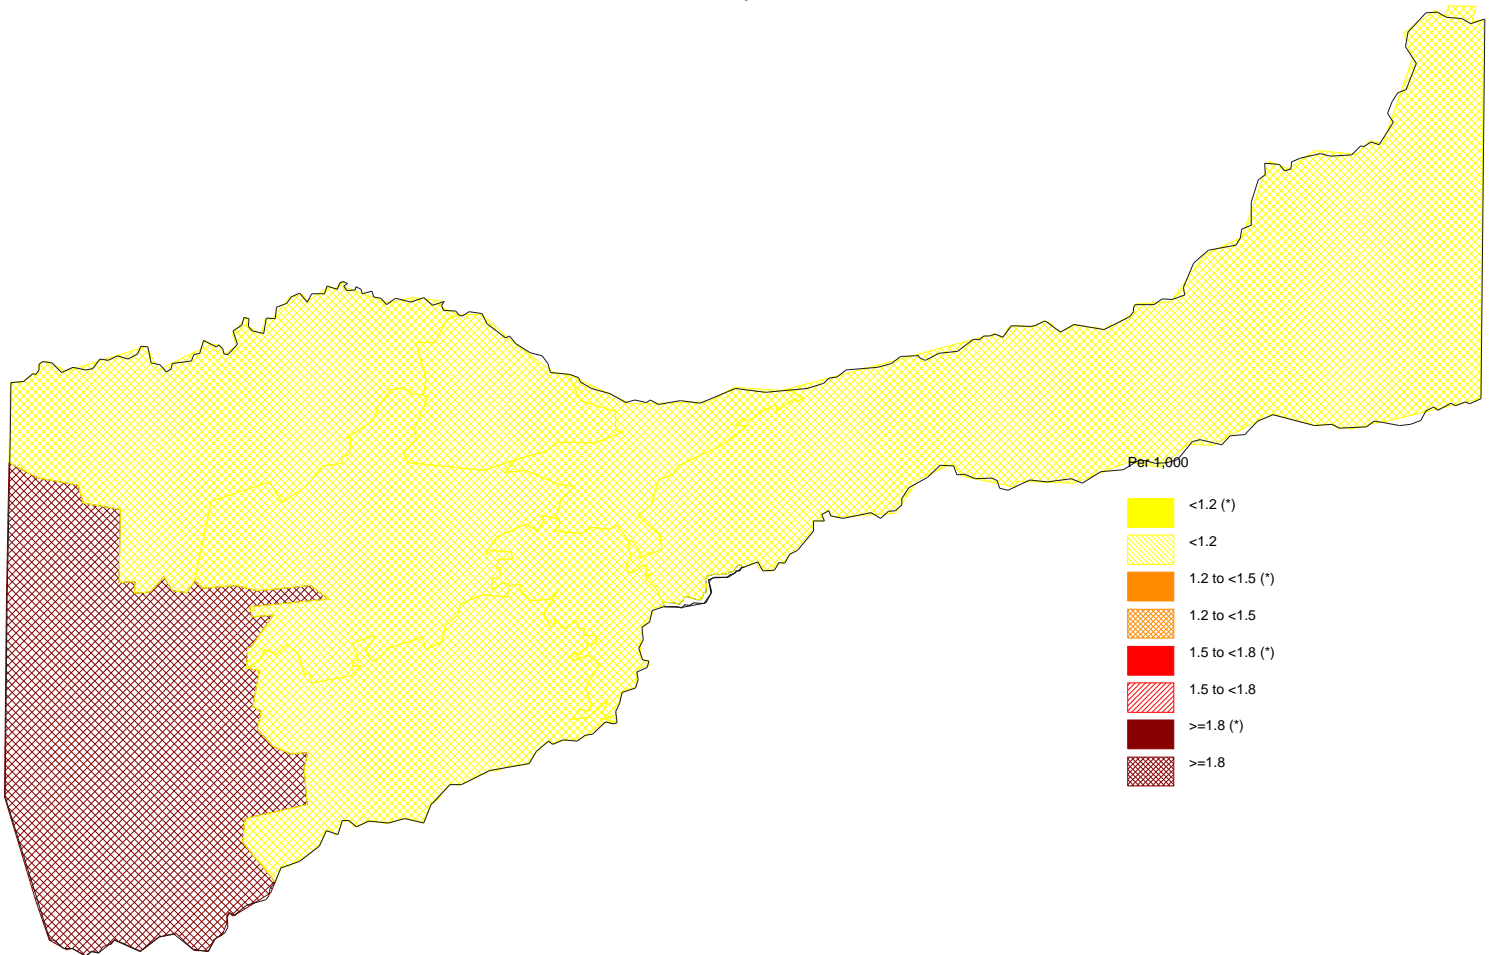 Per 1,000
<1.2 (*)
<1.2
1.2 to <1.5 (*)
1.2 to <1.5
1.5 to <1.8 (*)
1.5 to <1.8
>=1.8 (*)
>=1.8